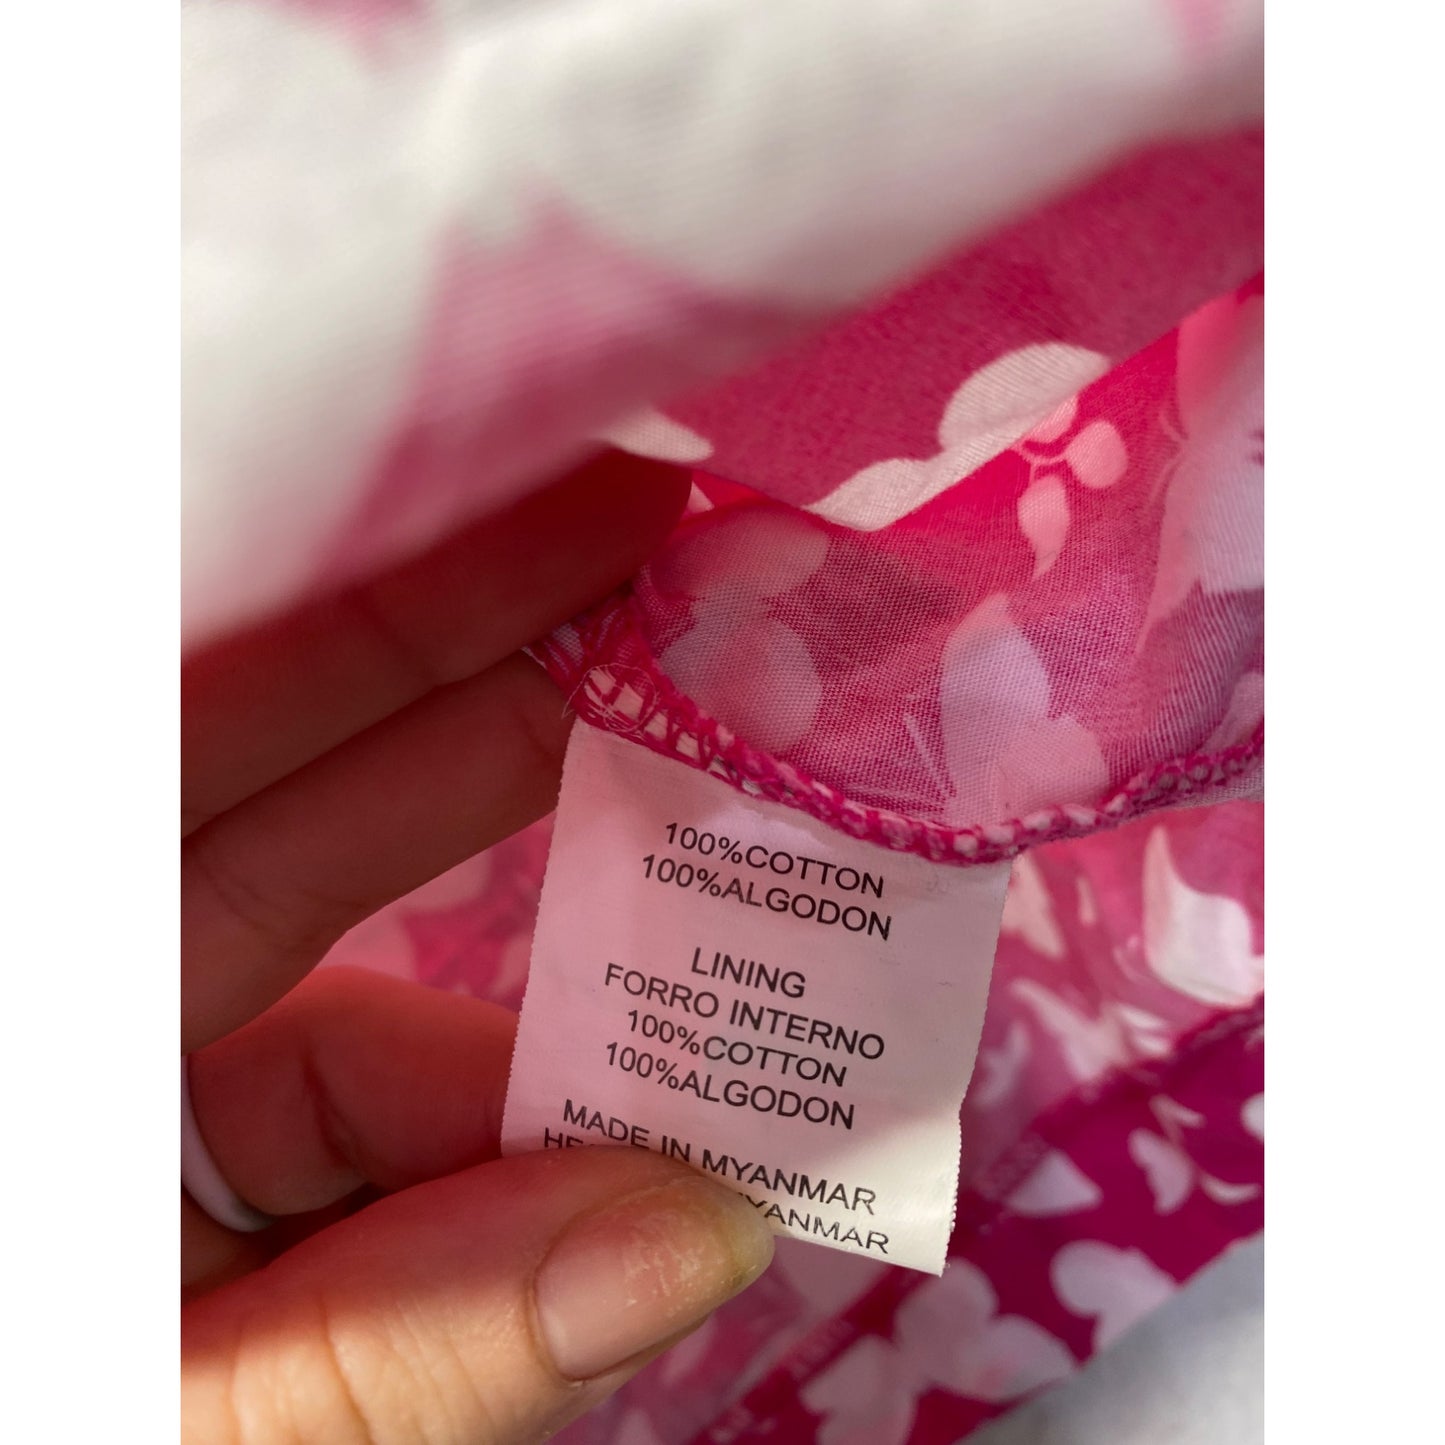 100%COTTON
100%ALGODON
LINING
FORRO INTERNO
100%COTTON
100%ALGODON
MADE IN MYANMAR